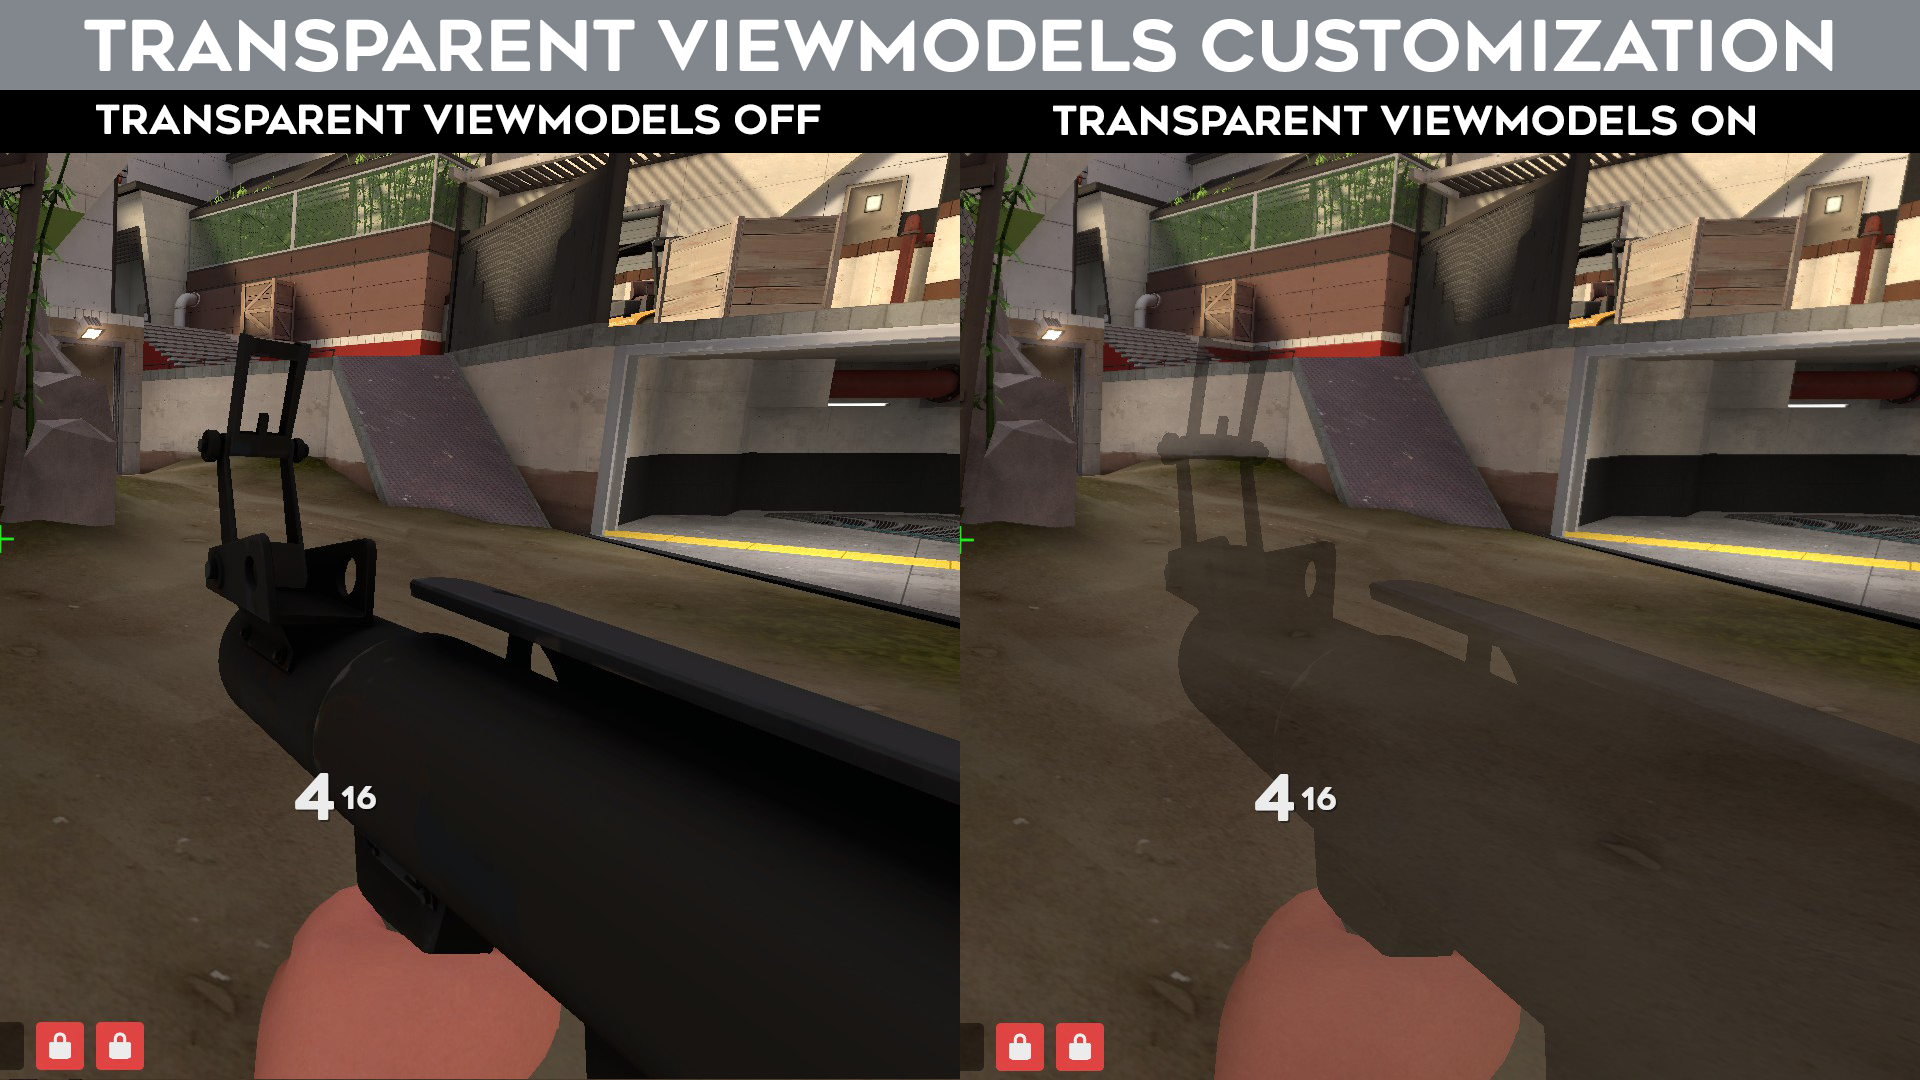 TRANSPARENT VIEWMODELS CUSTOMIZATION
TRANSPARENT VIEWMODELS OFF
TRANSPARENT VIEWMODELS ON
4 16
4 16